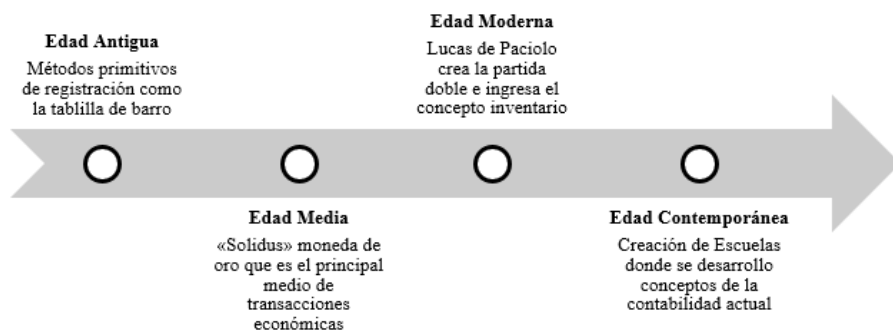 Edad Antigua
Métodos primitivos
de registración como
la tablilla de barro
Edad Media
«Solidus» moneda de
oro que es el principal
medio de
transacciones
económicas
Edad Moderna
Lucas de Paciolo
crea la partida
doble e ingresa el
concepto inventario
Edad Contemporánea
Creación de Escuelas
donde se desarrollo
conceptos de la
contabilidad actual